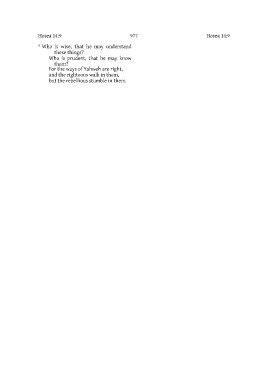 Hosea 14:9 977 Hosea 14:9
9 Who is wise, that he may understand
these things?
Who is prudent, that he may know
them?
For the ways of Yahweh are right,
and the righteous walk in them,
but the rebellious stumble in them.